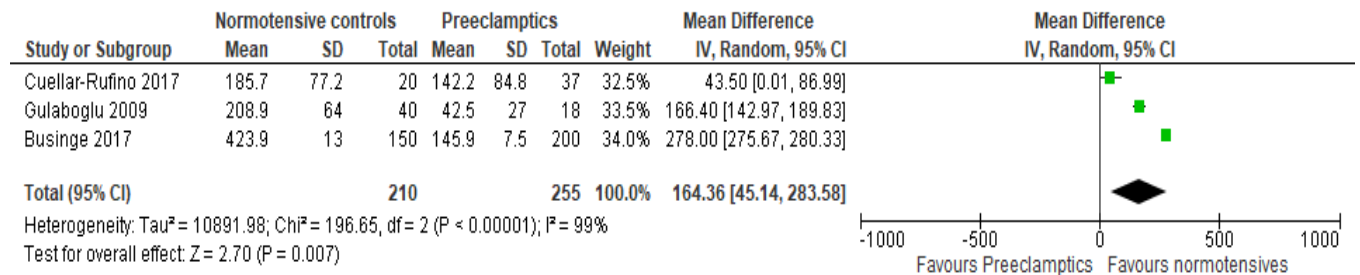 Normotensive controls Preeclamptics Mean Difference Mean Difference
Study or Subgroup Mean SD Total Mean SD Total Weight IV, Random, 95% CI IV, Random, 95% CI
Cuellar-Rufino 2017 185.7 77.2 20 142.2 84.8 37 32.5% 43.50 [0.01, 86.99]
Gulaboglu 2009 208.9 64 40 42.5 27 18 33.5% 166.40 [142.97, 189.83]
Businge 2017 423.9 13 150 145.9 7.5 200 34.0% 278.00 [275.67, 280.33]
Total (95% CI) 210 255 100.0% 164.36 [45.14, 283.58]
Heterogeneity: Tau² = 10891.98; Chi² = 196.65, df = 2 (P < 0.00001); I² = 99%
Test for overall effect: Z = 2.70 (P = 0.007)
-1000 -500 0 500 1000
Favours Preeclamptics Favours normotensives